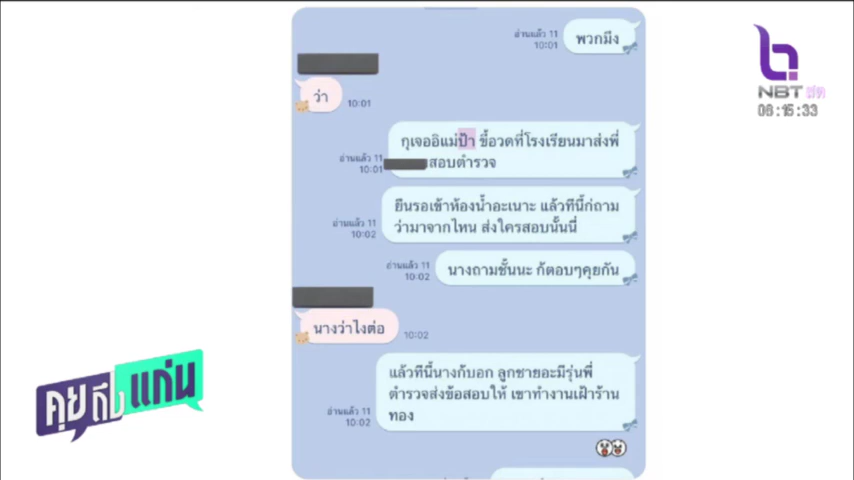 อ่านแล้ว 11
10:01
พวกมึง
NBT สด
06:15:33
ว่า
10:01
กุเจออิแม่ป้า ขี้อวดที่โรงเรียนมาส่งพี่
สอบตำรวจ
อ่านแล้ว 11
10:01
ยืนรอเข้าห้องน้ำอะเนาะ แล้วทีนี้ก่ถาม
ว่ามาจากไหน ส่งใครสอบนั้นนี่
อ่านแล้ว 11
10:02
นางถามชั้นนะ ก้ตอบๆคุยกัน
อ่านแล้ว 11
10:02
นางว่าไงต่อ
10:02
แล้วทีนี้นางก้บอก ลูกชายอะมีรุ่นพี่
ตำรวจส่งข้อสอบให้ เขาทำงานเฝ้าร้าน
ทอง
อ่านแล้ว 11
10:02
คุยถึงแก่น